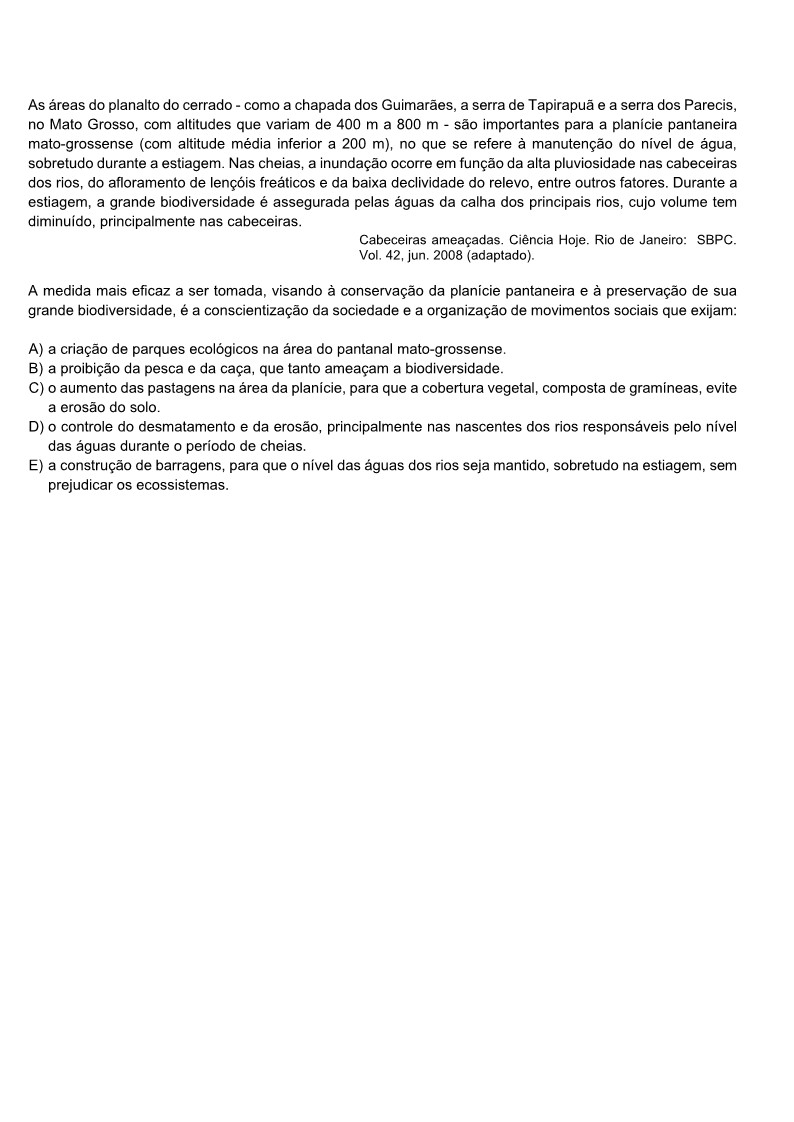 As áreas do planalto do cerrado - como a chapada dos Guimarães, a serra de Tapirapuã e a serra dos Parecis,
no Mato Grosso, com altitudes que variam de 400 m a 800 m - são importantes para a planície pantaneira
mato-grossense (com altitude média inferior a 200 m), no que se refere à manutenção do nível de água,
sobretudo durante a estiagem. Nas cheias, a inundação ocorre em função da alta pluviosidade nas cabeceiras
dos rios, do afloramento de lençóis freáticos e da baixa declividade do relevo, entre outros fatores. Durante a
estiagem, a grande biodiversidade é assegurada pelas águas da calha dos principais rios, cujo volume tem
diminuído, principalmente nas cabeceiras.
Cabeceiras ameaçadas. Ciência Hoje. Rio de Janeiro: SBPC.
Vol. 42, jun. 2008 (adaptado).
A medida mais eficaz a ser tomada, visando à conservação da planície pantaneira e à preservação de sua
grande biodiversidade, é a conscientização da sociedade e a organização de movimentos sociais que exijam:
A) a criação de parques ecológicos na área do pantanal mato-grossense.
B) a proibição da pesca e da caça, que tanto ameaçam a biodiversidade.
C) o aumento das pastagens na área da planície, para que a cobertura vegetal, composta de gramíneas, evite
a erosão do solo.
D) o controle do desmatamento e da erosão, principalmente nas nascentes dos rios responsáveis pelo nível
das águas durante o período de cheias.
E) a construção de barragens, para que o nível das águas dos rios seja mantido, sobretudo na estiagem, sem
prejudicar os ecossistemas.